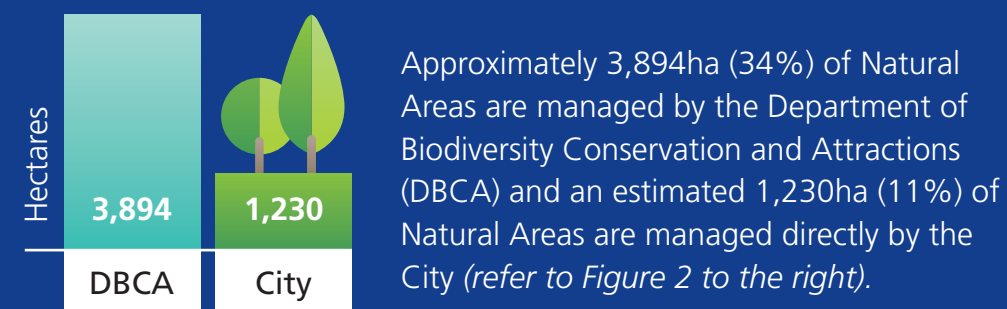 Hectares
3,894
1,230
DBCA
City
Approximately 3,894ha (34%) of Natural
Areas are managed by the Department of
Biodiversity Conservation and Attractions
(DBCA) and an estimated 1,230ha (11%) of
Natural Areas are managed directly by the
City (refer to Figure 2 to the right).